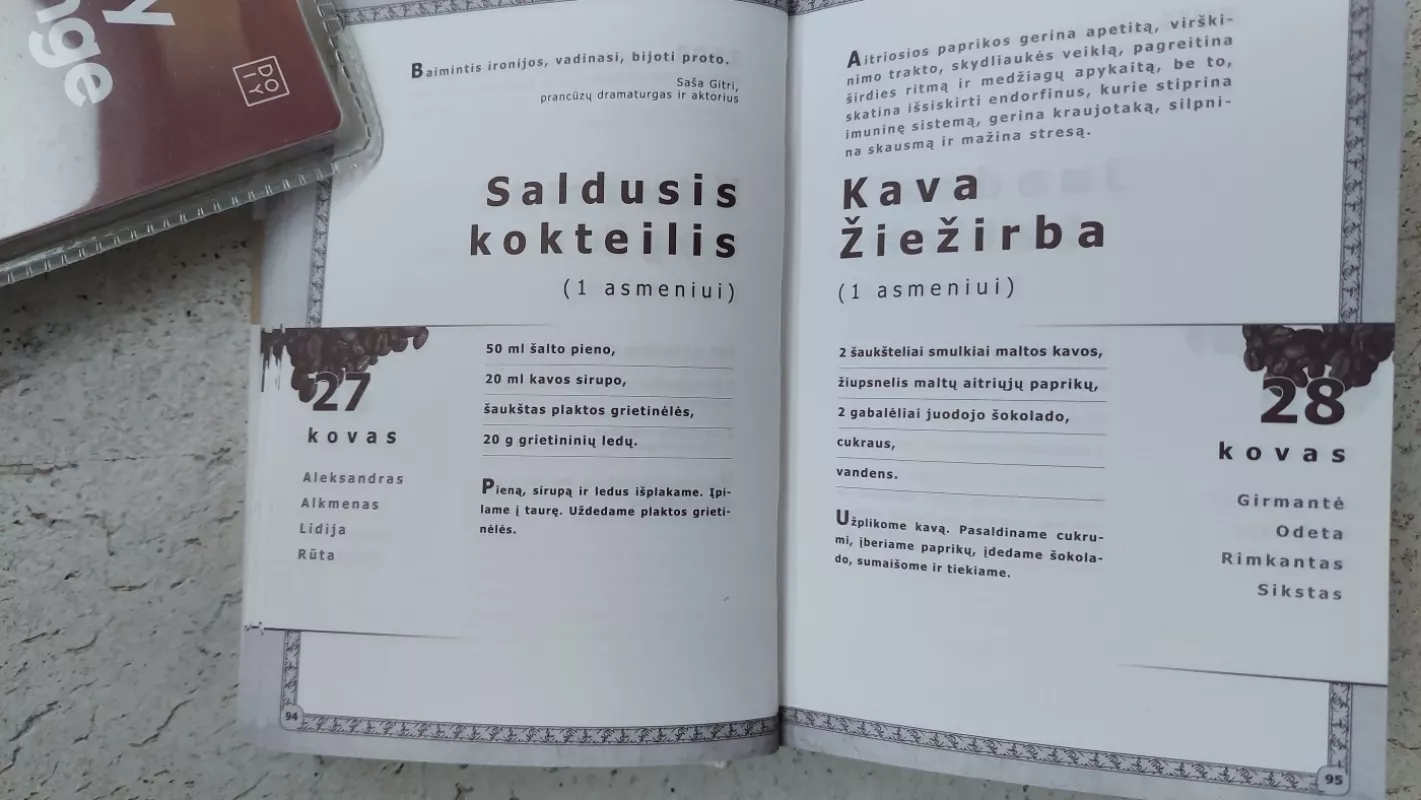 nge
DO
IY
Baimintis ironijos, vadinasi, bijoti proto.
Saša Gitri,
prancūzų dramaturgas ir aktorius
Saldusis
kokteilis
(1 asmeniui)
27
kovas
Aleksandras
Alkmenas
Lidija
Rūta
50 ml šalto pieno,
20 ml kavos sirupo,
šaukštas plaktos grietinėlės,
20 g grietininių ledų.
Pieną, sirupą ir ledus išplakame. Įpi-
lame į taurę. Uždedame plaktos grieti-
nėlės.
94
Aitriosios paprikos gerina apetitą, virški-
nimo trakto, skydliaukės veiklą, pagreitina
širdies ritmą ir medžiagų apykaitą, be to,
skatina išsiskirti endorfinus, kurie stiprina
imuninę sistemą, gerina kraujotaką, silpni-
na skausmą ir mažina stresą.
Kava
Žiežirba
(1 asmeniui)
2 šaukšteliai smulkiai maltos kavos,
žiupsnelis maltų aitriųjų paprikų,
2 gabalėliai juodojo šokolado,
cukraus,
vandens.
Užplikome kavą. Pasaldiname cukru-
mi, įberiame paprikų, įdedame šokola-
do, sumaišome ir tiekiame.
28
kovas
Girmantė
Odeta
Rimkantas
Sikstas
95